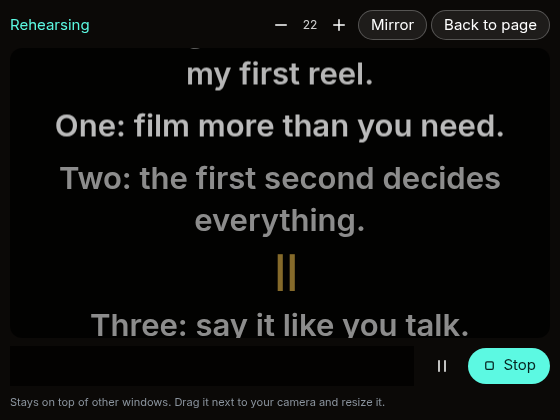 Rehearsing
22
Mirror
Back to page
my first reel.
One: film more than you need.
Two: the first second decides
everything.
Three: say it like you talk.
Stop
Stays on top of other windows. Drag it next to your camera and resize it.